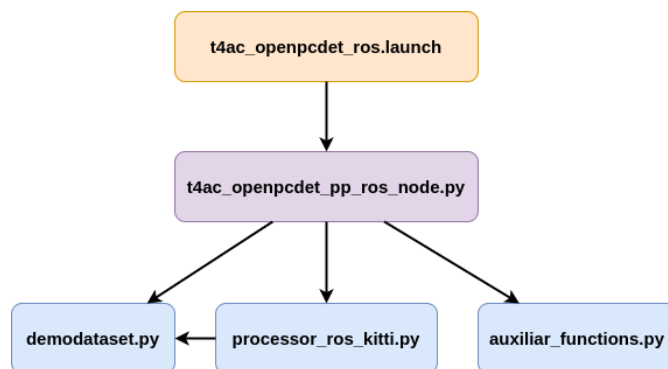 t4ac_openpcdet_ros.launch
t4ac_openpcdet_pp_ros_node.py
demodataset.py
processor_ros_kitti.py
auxiliar_functions.py